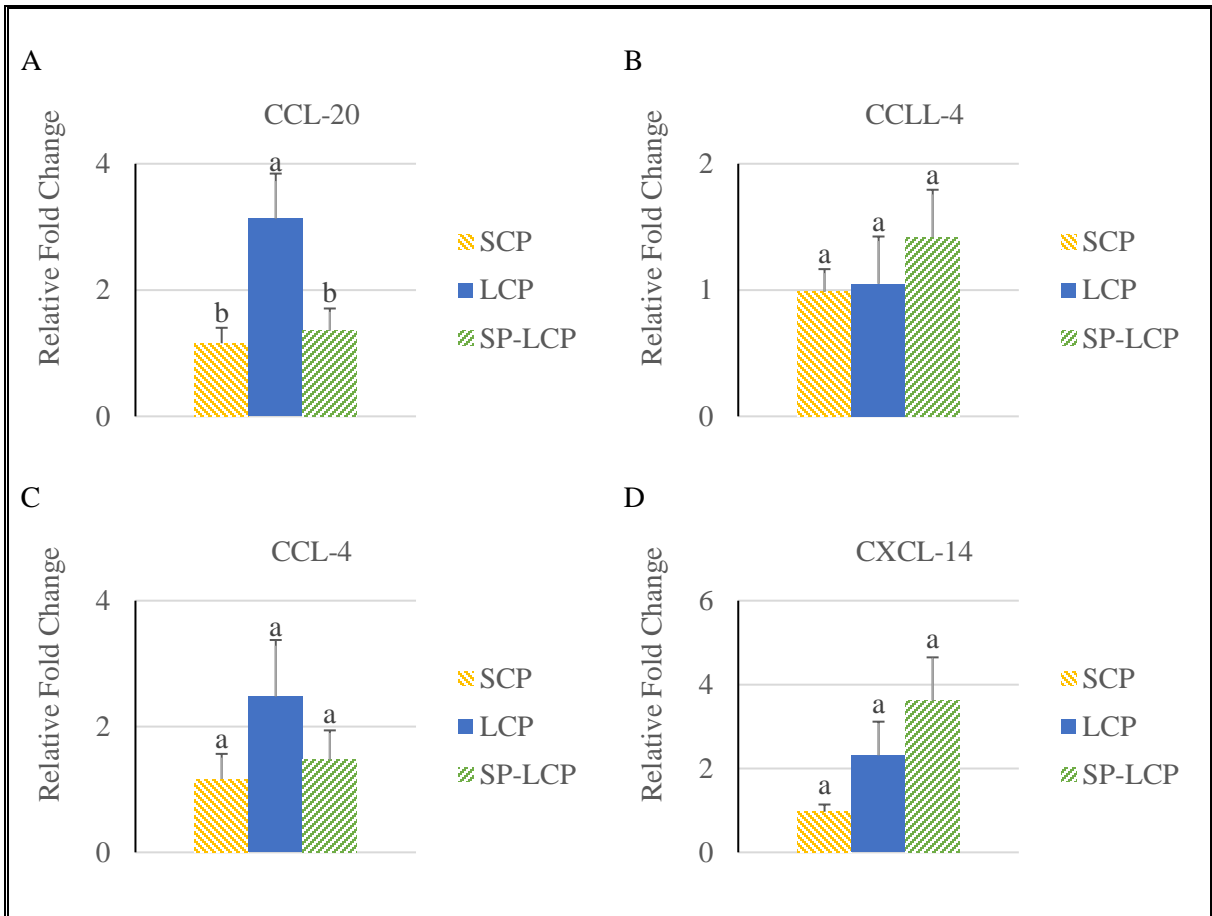 A
CCL-20
Relative Fold Change
4
2
0
a
b
b
SCP
LCP
SP-LCP
B
CCLL-4
Relative Fold Change
2
1
0
a
a
a
SCP
LCP
SP-LCP
C
CCL-4
Relative Fold Change
4
2
0
a
a
a
SCP
LCP
SP-LCP
D
CXCL-14
Relative Fold Change
6
4
2
0
a
a
a
SCP
LCP
SP-LCP